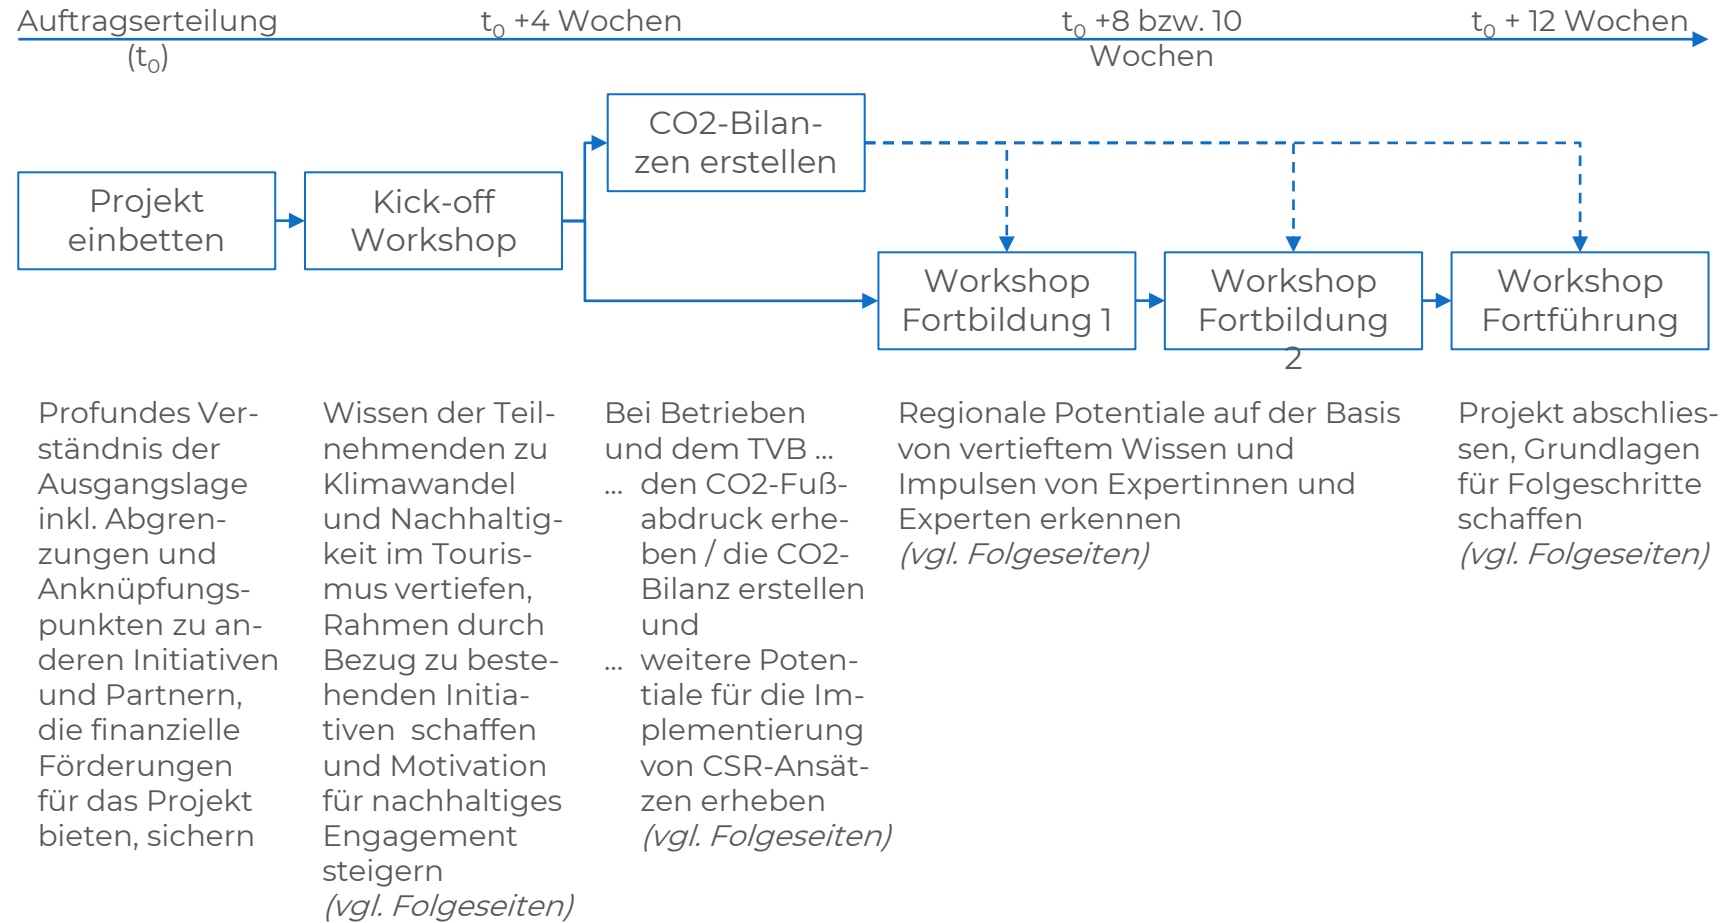 Auftragserteilung
(t₀)
t₀ +4 Wochen
t₀ +8 bzw. 10
Wochen
t₀ + 12 Wochen
CO2-Bilan-
zen erstellen
Projekt
einbetten
Kick-off
Workshop
Workshop
Fortbildung 1
Workshop
Fortbildung
2
Workshop
Fortführung
Profundes Ver-
ständnis der
Ausgangslage
inkl. Abgren-
zungen und
Anknüpfungs-
punkten zu an-
deren Initiativen
und Partnern,
die finanzielle
Förderungen
für das Projekt
bieten, sichern
Wissen der Teil-
nehmenden zu
Klimawandel
und Nachhaltig-
keit im Touris-
mus vertiefen,
Rahmen durch
Bezug zu beste-
henden Initia-
tiven  schaffen
und Motivation
für nachhaltiges
Engagement
steigern
(vgl. Folgeseiten)
Bei Betrieben
und dem TVB ...
... den CO2-Fuß-
abdruck erhe-
ben / die CO2-
Bilanz erstellen
und
... weitere Poten-
tiale für die Im-
plementierung
von CSR-Ansät-
zen erheben
(vgl. Folgeseiten)
Regionale Potentiale auf der Basis
von vertieftem Wissen und
Impulsen von Expertinnen und
Experten erkennen
(vgl. Folgeseiten)
Projekt abschlies-
sen, Grundlagen
für Folgeschritte
schaffen
(vgl. Folgeseiten)